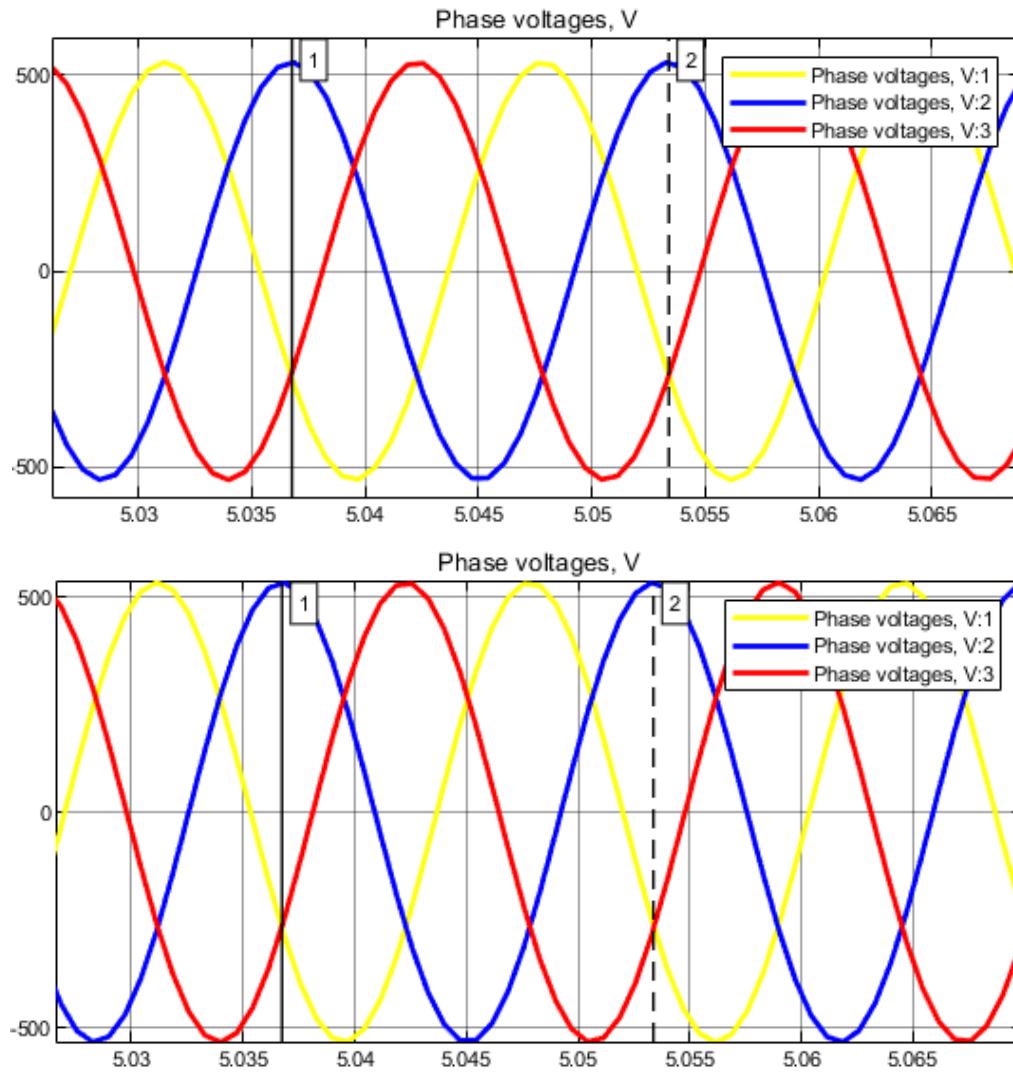 Phase voltages, V
1
2
500
Phase voltages, V:1
Phase voltages, V:2
Phase voltages, V:3
0
-500
5.03 5.035 5.04 5.045 5.05 5.055 5.06 5.065
Phase voltages, V
500
1
2
Phase voltages, V:1
Phase voltages, V:2
Phase voltages, V:3
0
-500
5.03 5.035 5.04 5.045 5.05 5.055 5.06 5.065